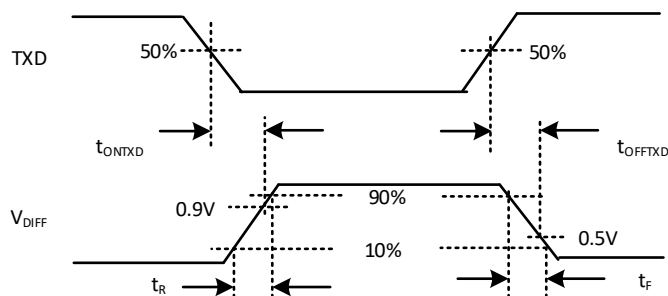 TXD
50%
50%
tONTXD
tOFFTXD
VDIFF
0.9V
90%
10%
0.5V
tR
tF